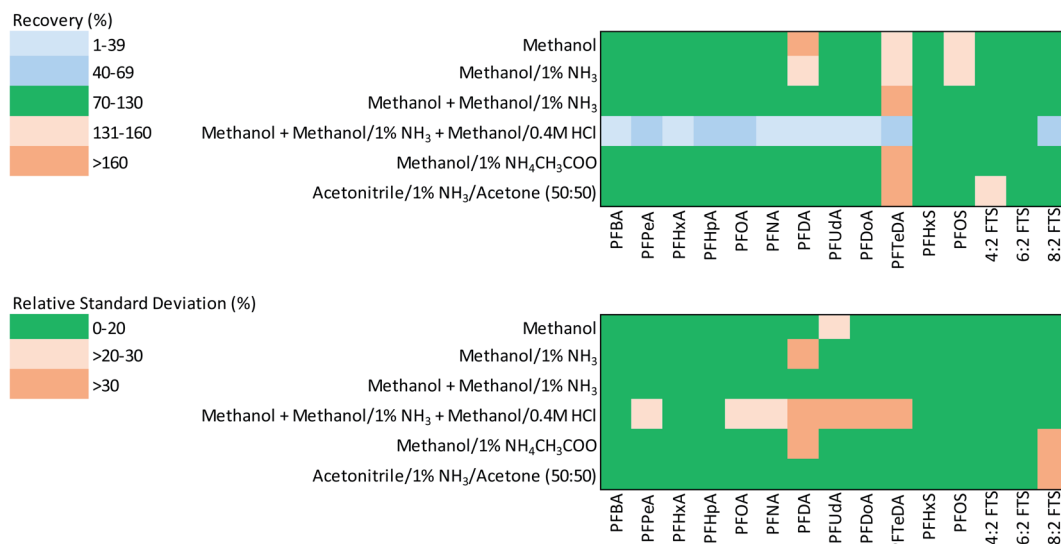 Recovery (%)
1-39
40-69
70-130
131-160
>160
Methanol
Methanol/1% NH₃
Methanol + Methanol/1% NH₃
Methanol + Methanol/1% NH₃ + Methanol/0.4M HCl
Methanol/1% NH₄CH₃COO
Acetonitrile/1% NH₃/Acetone (50:50)
PFBA
PFPeA
PFHxA
PFHpA
PFOA
PFNA
PFDA
PFUdA
PFDoA
PFTeDA
PFHxS
PFOS
4:2 FTS
6:2 FTS
8:2 FTS
Relative Standard Deviation (%)
0-20
>20-30
>30
Methanol
Methanol/1% NH₃
Methanol + Methanol/1% NH₃
Methanol + Methanol/1% NH₃ + Methanol/0.4M HCl
Methanol/1% NH₄CH₃COO
Acetonitrile/1% NH₃/Acetone (50:50)
PFBA
PFPeA
PFHxA
PFHpA
PFOA
PFNA
PFDA
PFUdA
PFDoA
PFTeDA
PFHxS
PFOS
4:2 FTS
6:2 FTS
8:2 FTS